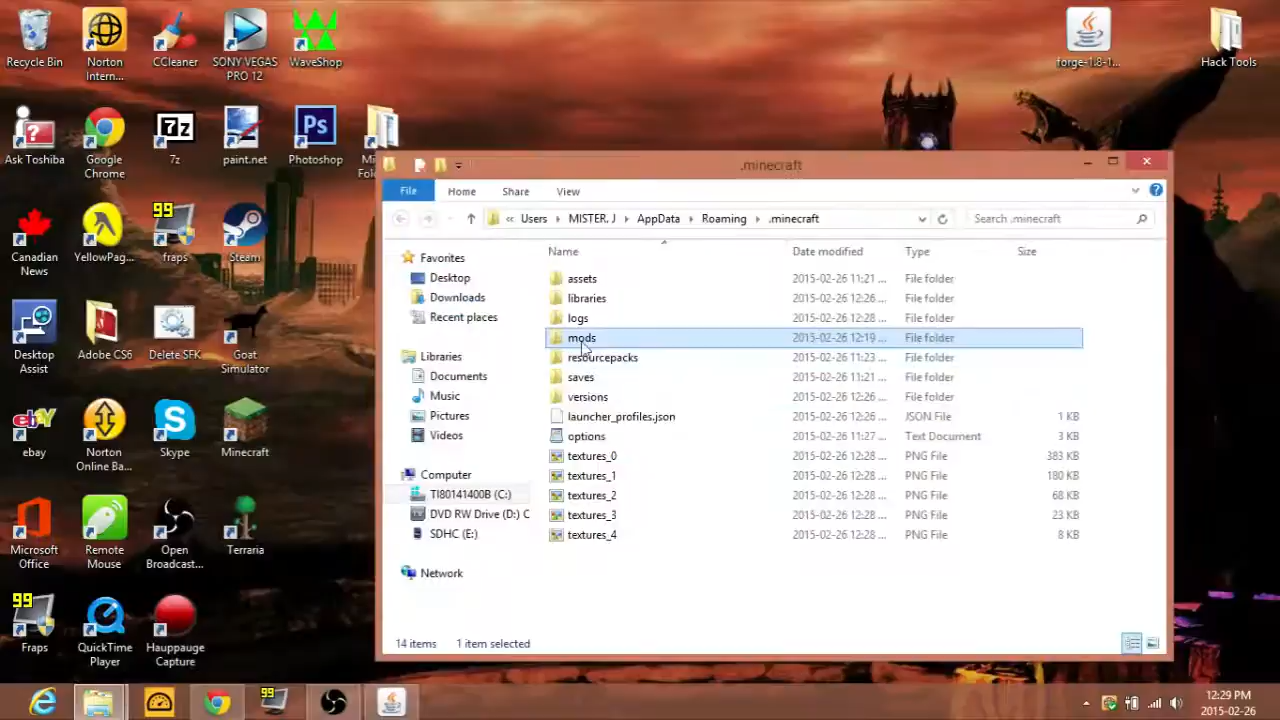 Recycle Bin
Norton Intern...
CCleaner
SONY VEGAS PRO 12
WaveShop
forge-1.8-1...
Hack Tools
Ask Toshiba
Google Chrome
7z
7z
paint.net
Ps
Photoshop
Canadian News
YellowPag...
99
fraps
Steam
Desktop Assist
Adobe CS6
Delete SFK
Goat Simulator
ebay
ebay
Norton Online Ba...
Skype
Minecraft
Microsoft Office
Remote Mouse
Open Broadcast...
Terraria
99
Fraps
QuickTime Player
Hauppauge Capture
.minecraft
File Home Share View
« Users MISTER. J AppData Roaming .minecraft
Search .minecraft
Name Date modified Type Size
Favorites
Desktop
Downloads
Recent places
Libraries
Documents
Music
Pictures
Videos
Computer
TI80141400B (C:)
DVD RW Drive (D:) C
SDHC (E:)
Network
assets 2015-02-26 11:21 ... File folder
libraries 2015-02-26 12:26 ... File folder
logs 2015-02-26 12:28 ... File folder
mods 2015-02-26 12:19 ... File folder
resourcepacks 2015-02-26 11:23 ... File folder
saves 2015-02-26 11:21 ... File folder
versions 2015-02-26 12:26 ... File folder
launcher_profiles.json 2015-02-26 12:26 ... JSON File 1 KB
options 2015-02-26 11:27 ... Text Document 3 KB
textures_0 2015-02-26 12:28 ... PNG File 383 KB
textures_1 2015-02-26 12:28 ... PNG File 180 KB
textures_2 2015-02-26 12:28 ... PNG File 68 KB
textures_3 2015-02-26 12:28 ... PNG File 23 KB
textures_4 2015-02-26 12:28 ... PNG File 8 KB
14 items 1 item selected
99
12:29 PM
2015-02-26